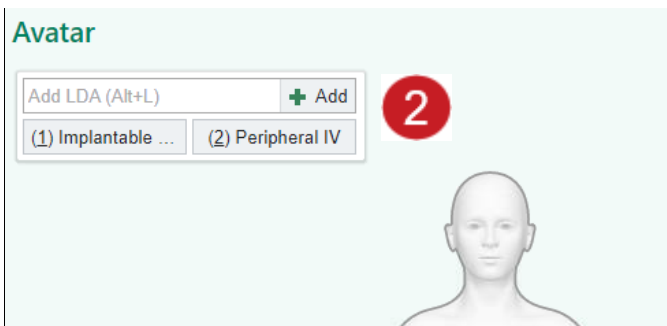 Avatar
Add LDA (Alt+L) Add
2
(1) Implantable ... (2) Peripheral IV